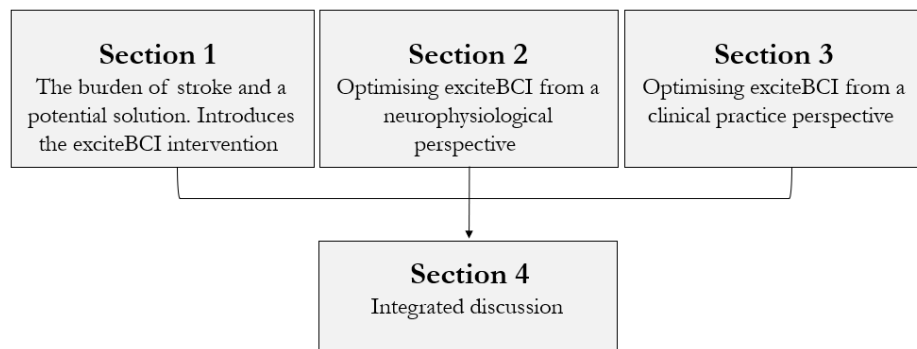 Section 1
The burden of stroke and a
potential solution. Introduces
the exciteBCI intervention
Section 2
Optimising exciteBCI from a
neurophysiological
perspective
Section 3
Optimising exciteBCI from a
clinical practice perspective
Section 4
Integrated discussion